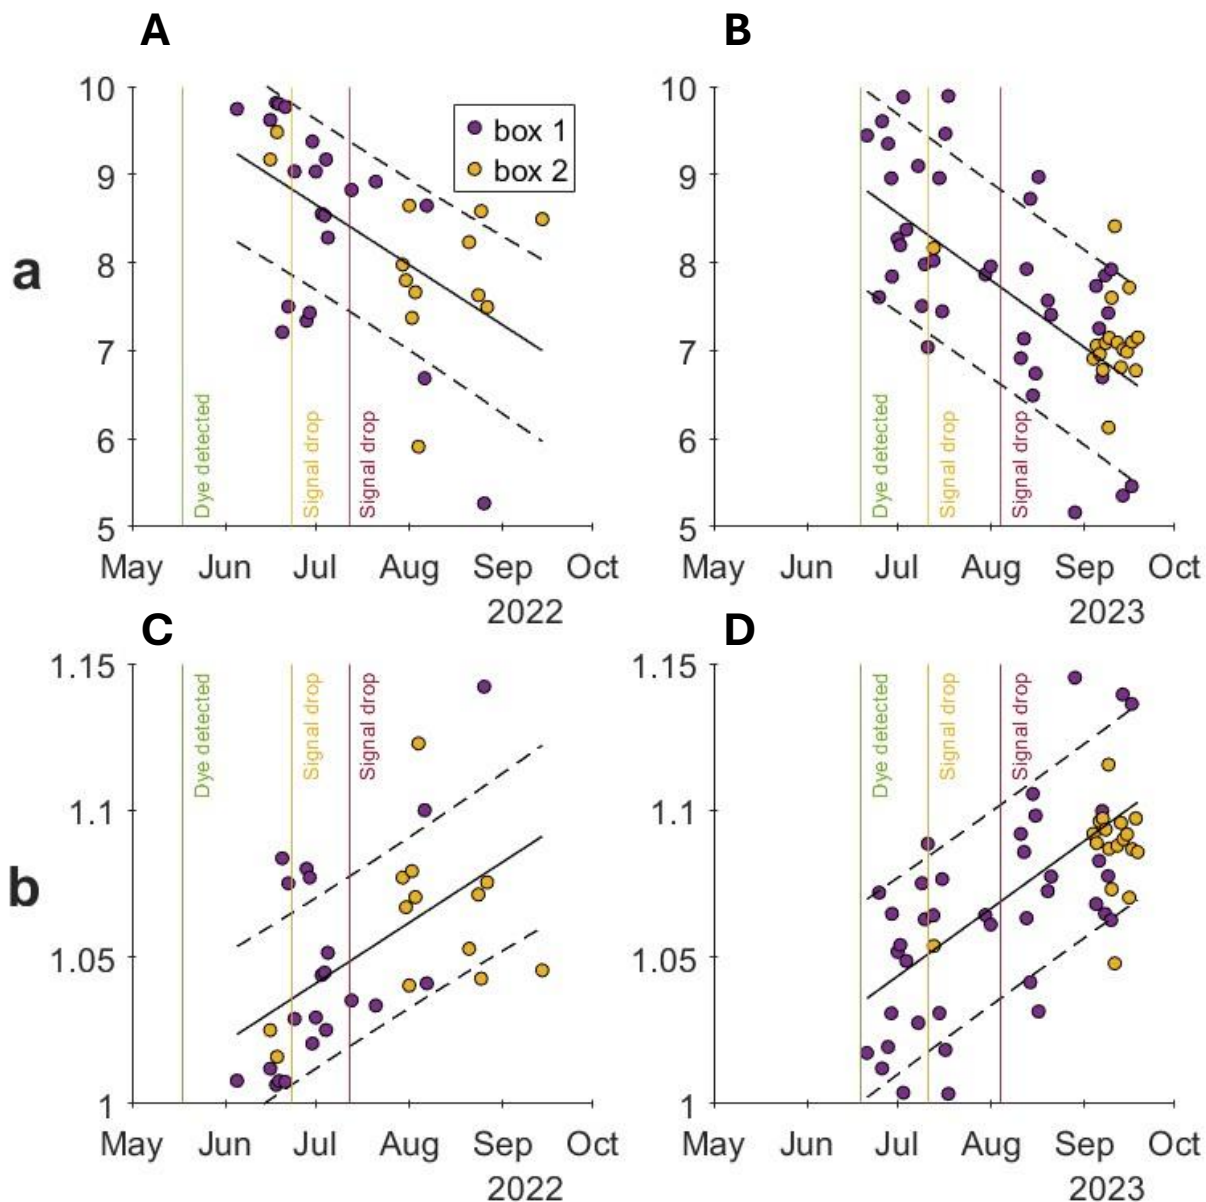 A
B
10
9
8
7
6
5
a
box 1
box 2
Dye detected
Signal drop
Signal drop
May Jun Jul Aug Sep Oct
2022
10
9
8
7
6
5
Dye detected
Signal drop
Signal drop
May Jun Jul Aug Sep Oct
2023
C
D
1.15
1.1
1.05
1
b
Dye detected
Signal drop
Signal drop
May Jun Jul Aug Sep Oct
2022
1.15
1.1
1.05
1
Dye detected
Signal drop
Signal drop
May Jun Jul Aug Sep Oct
2023